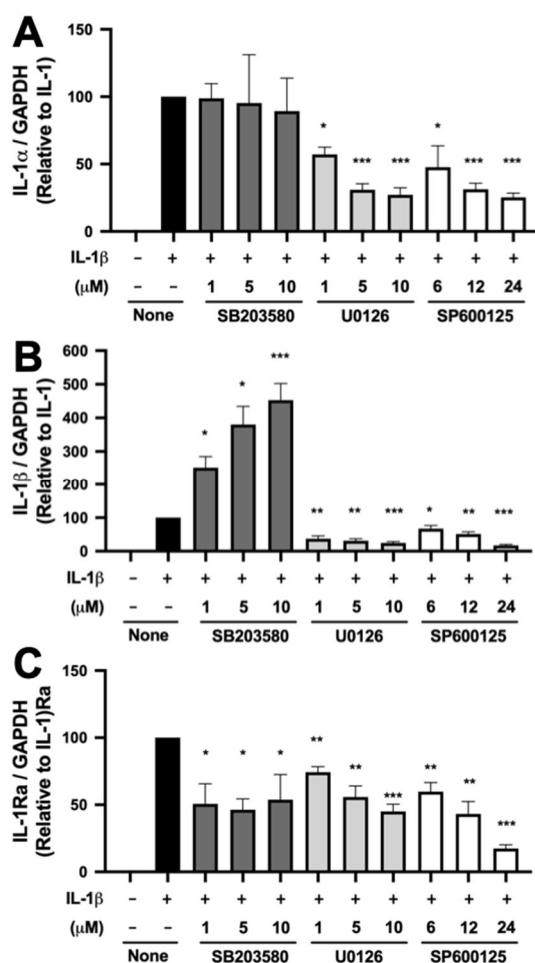 A
IL-1α / GAPDH
(Relative to IL-1)
150
100
50
0
* *** *** * *** ***
IL-1β – + + + + + + + + + +
(μM) – – 1 5 10 1 5 10 6 12 24
None SB203580 U0126 SP600125
B
IL-1β / GAPDH
(Relative to IL-1)
600
500
400
300
200
100
0
* * *** ** ** *** * ** ***
IL-1β – + + + + + + + + + +
(μM) – – 1 5 10 1 5 10 6 12 24
None SB203580 U0126 SP600125
C
IL-1Ra / GAPDH
(Relative to IL-1)Ra
150
100
50
0
* * * ** ** *** ** ** ***
IL-1β – + + + + + + + + + +
(μM) – – 1 5 10 1 5 10 6 12 24
None SB203580 U0126 SP600125